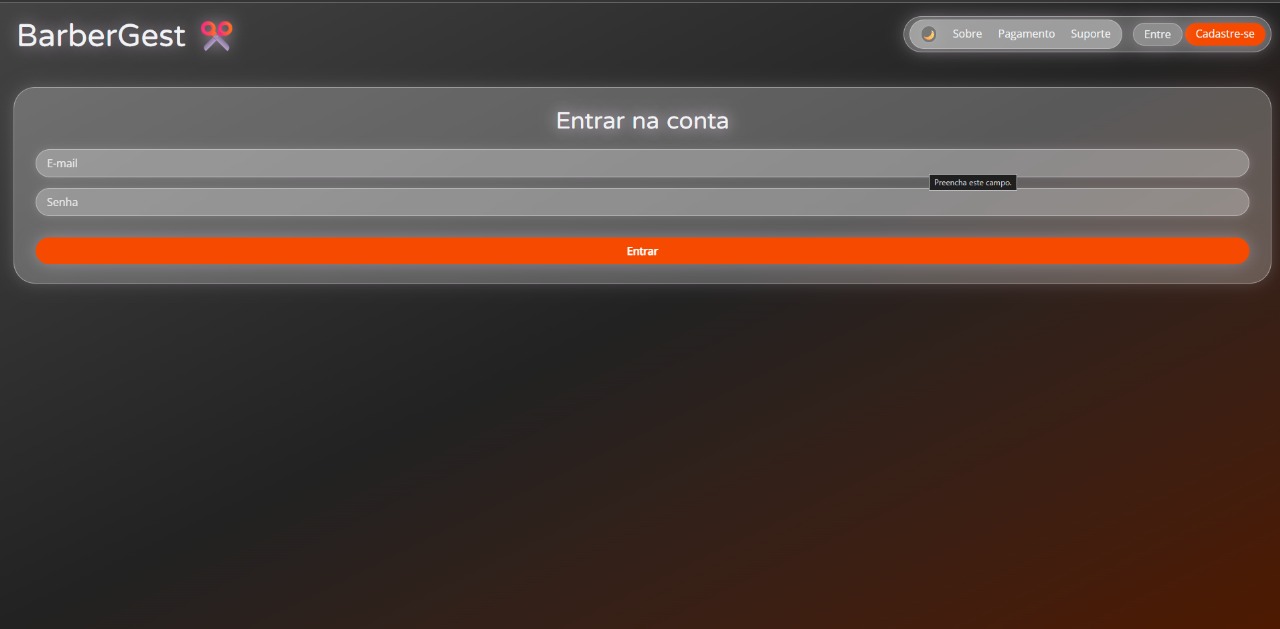 BarberGest
Sobre Pagamento Suporte Entre Cadastre-se
Entrar na conta
E-mail
Preencha este campo.
Senha
Entrar